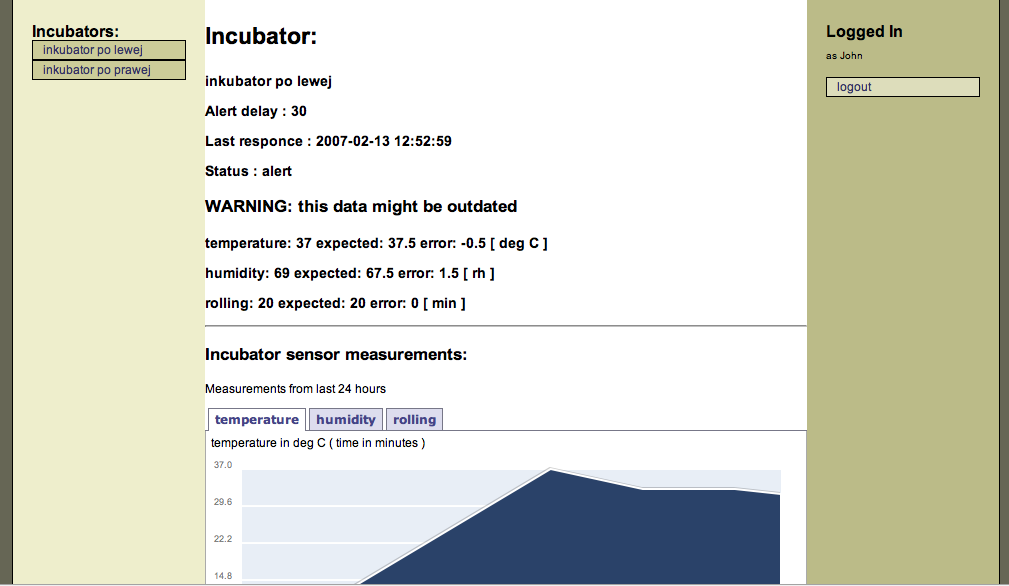 Incubators:
inkubator po lewej
inkubator po prawej
Incubator:
inkubator po lewej
Alert delay : 30
Last responce : 2007-02-13 12:52:59
Status : alert
WARNING: this data might be outdated
temperature: 37 expected: 37.5 error: -0.5 [ deg C ]
humidity: 69 expected: 67.5 error: 1.5 [ rh ]
rolling: 20 expected: 20 error: 0 [ min ]
Incubator sensor measurements:
Measurements from last 24 hours
temperature humidity rolling
temperature in deg C ( time in minutes )
37.0
29.6
22.2
14.8
Logged In
as John
logout